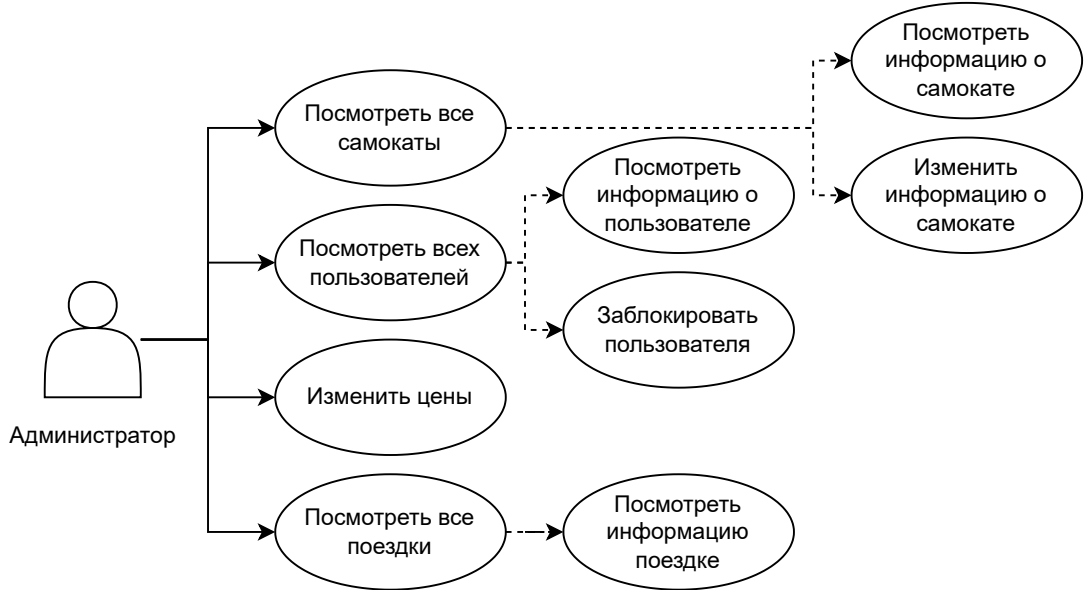 Посмотреть
информацию о
самокате
Посмотреть все
самокаты
Посмотреть
информацию о
пользователе
Изменить
информацию о
самокате
Посмотреть всех
пользователей
Заблокировать
пользователя
Изменить цены
Администратор
Посмотреть все
поездки
Посмотреть
информацию
поездке